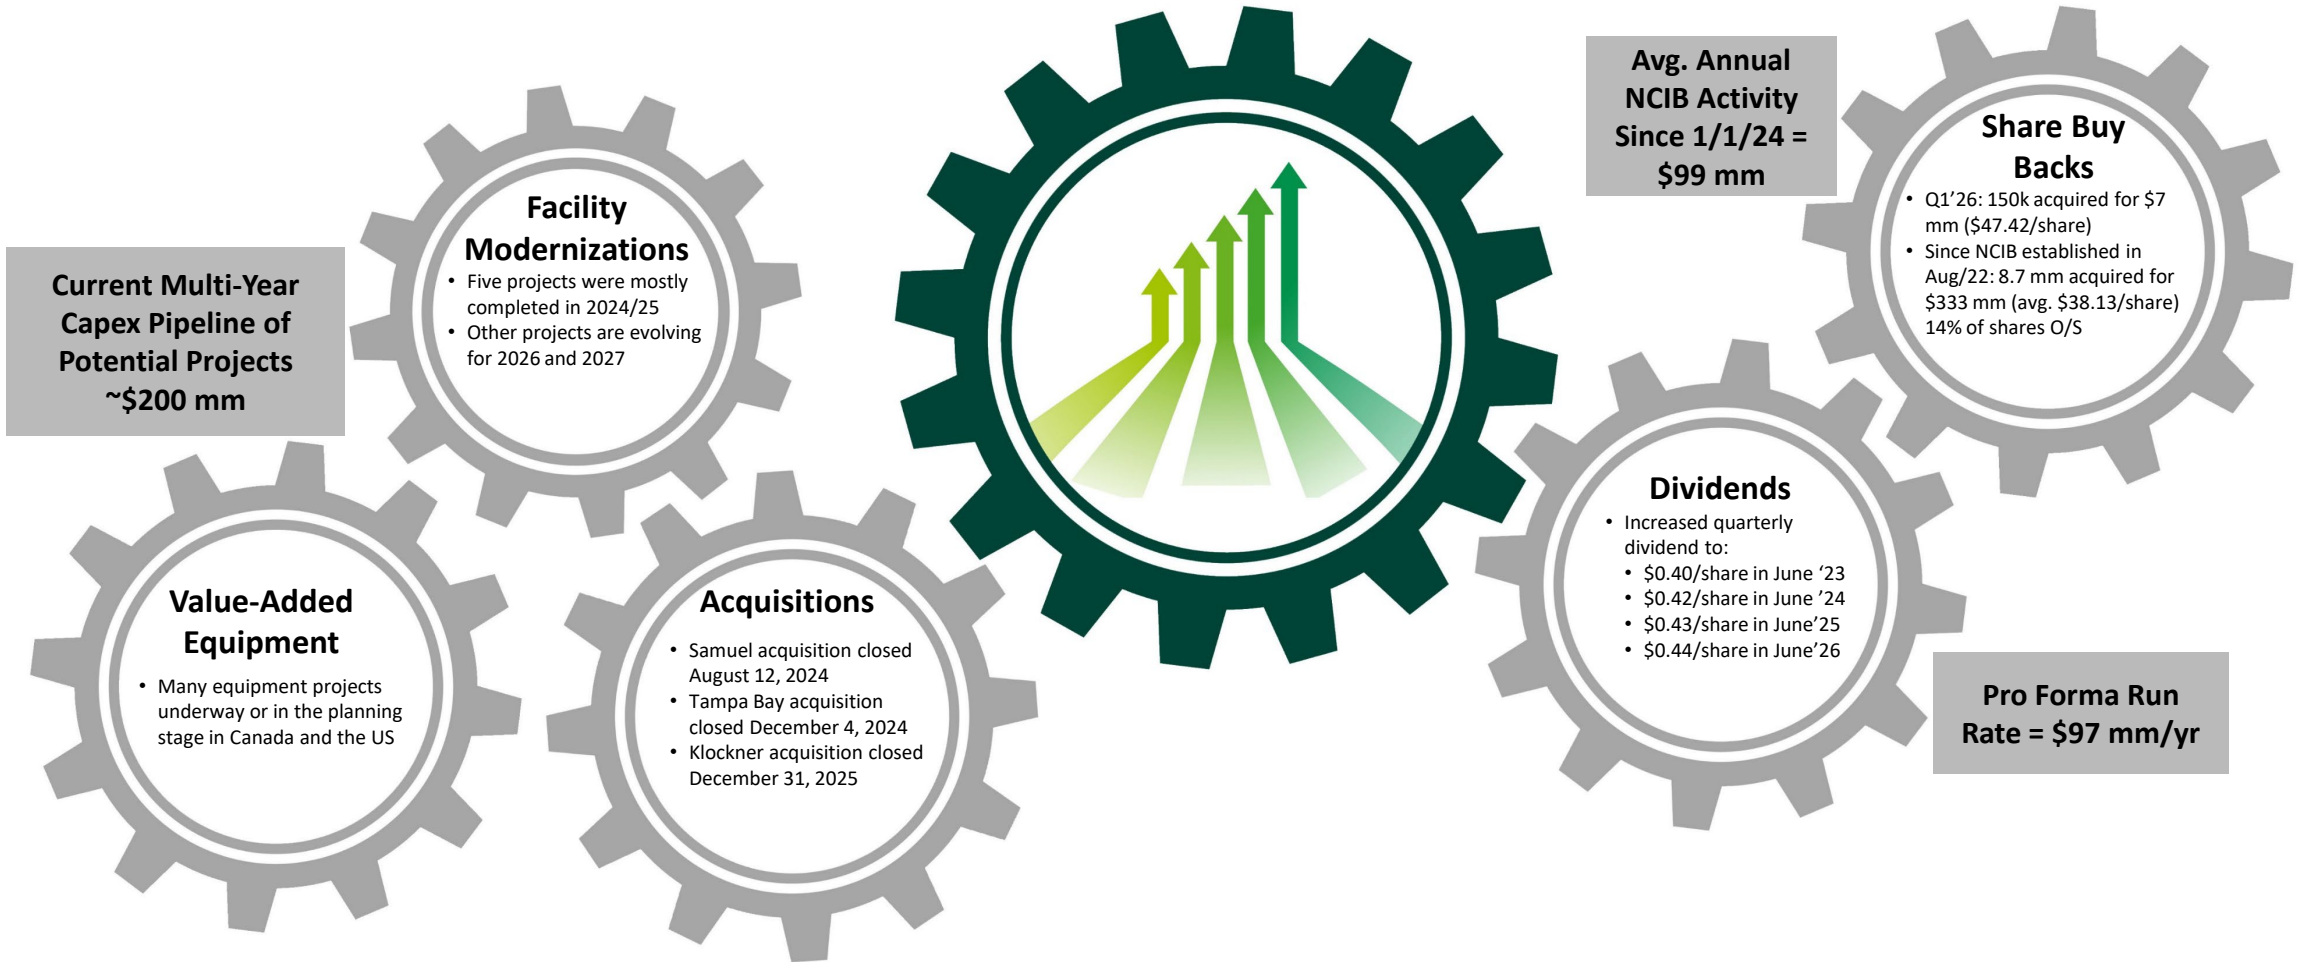 Current Multi-Year
Capex Pipeline of
Potential Projects
~$200 mm
Facility
Modernizations
• Five projects were mostly
completed in 2024/25
• Other projects are evolving
for 2026 and 2027
Value-Added
Equipment
• Many equipment projects
underway or in the planning
stage in Canada and the US
Acquisitions
• Samuel acquisition closed
August 12, 2024
• Tampa Bay acquisition
closed December 4, 2024
• Klockner acquisition closed
December 31, 2025
Avg. Annual
NCIB Activity
Since 1/1/24 =
$99 mm
Share Buy
Backs
• Q1’26: 150k acquired for $7
mm ($47.42/share)
• Since NCIB established in
Aug/22: 8.7 mm acquired for
$333 mm (avg. $38.13/share)
14% of shares O/S
Dividends
• Increased quarterly
dividend to:
• $0.40/share in June ‘23
• $0.42/share in June ’24
• $0.43/share in June’25
• $0.44/share in June’26
Pro Forma Run
Rate = $97 mm/yr